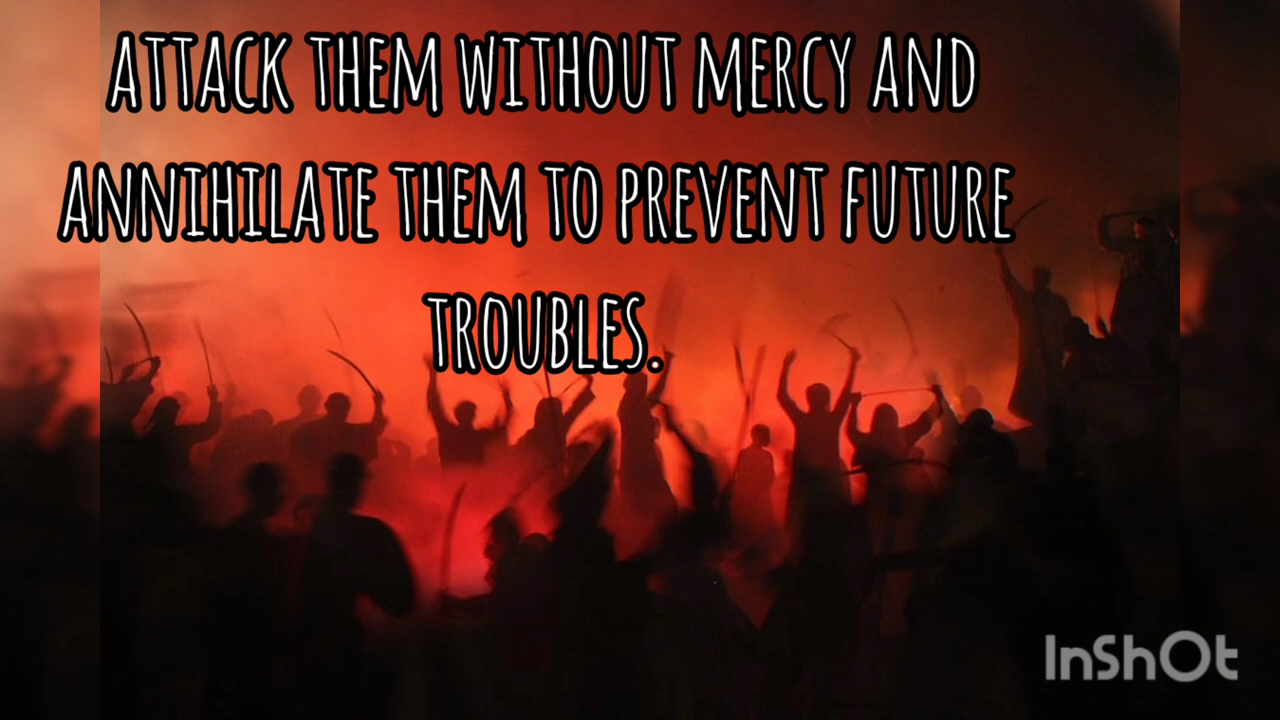 ATTACK THEM WITHOUT MERCY AND
ANNIHILATE THEM TO PREVENT FUTURE
TROUBLES.
InShOt